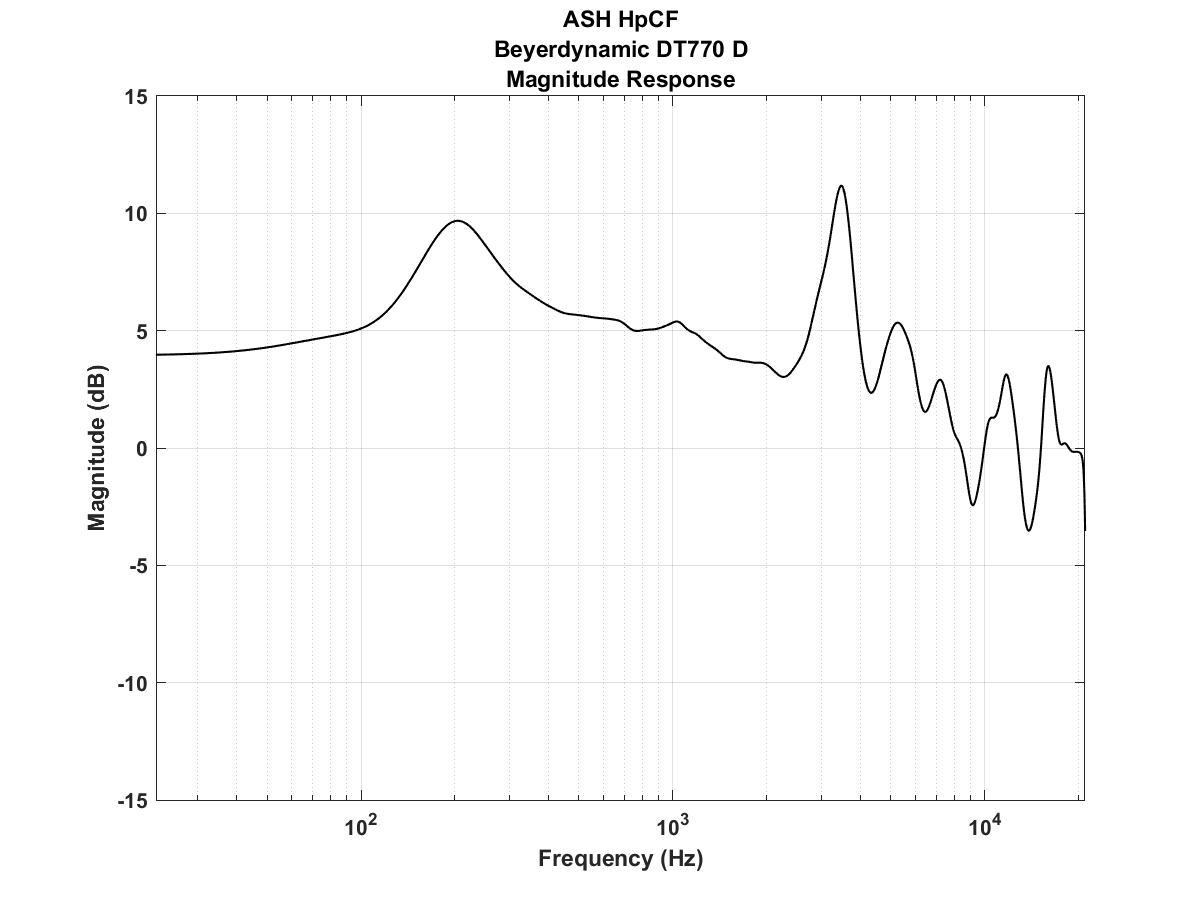 ASH HpCF
Beyerdynamic DT770 D
Magnitude Response
15
10
5
0
-5
-10
-15
Magnitude (dB)
10² 10³ 10⁴
Frequency (Hz)